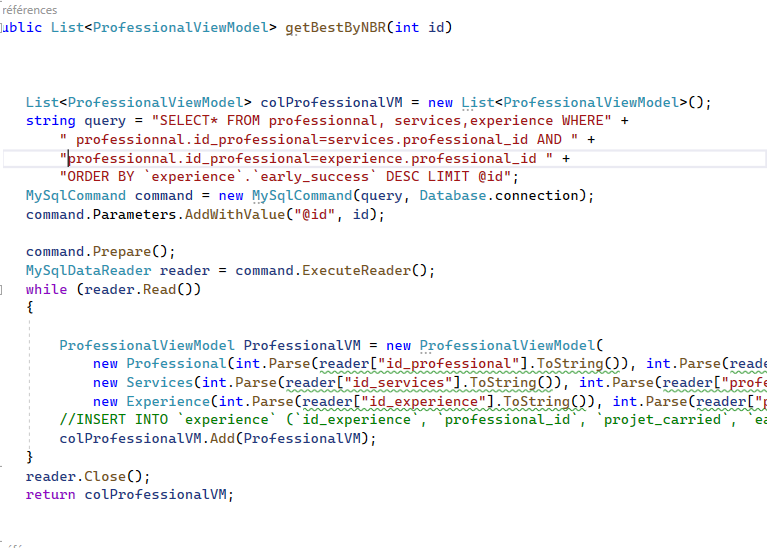 références
ublic List<ProfessionalViewModel> getBestByNBR(int id)
List<ProfessionalViewModel> colProfessionalVM = new List<ProfessionalViewModel>();
string query = "SELECT* FROM professionnal, services,experience WHERE" +
" professionnal.id_professional=services.professional_id AND " +
"professionnal.id_professional=experience.professional_id " +
"ORDER BY `experience`.`early_success` DESC LIMIT @id";
MySqlCommand command = new MySqlCommand(query, Database.connection);
command.Parameters.AddWithValue("@id", id);
command.Prepare();
MySqlDataReader reader = command.ExecuteReader();
while (reader.Read())
{
ProfessionalViewModel ProfessionalVM = new ProfessionalViewModel(
new Professional(int.Parse(reader["id_professional"].ToString()), int.Parse(reade
new Services(int.Parse(reader["id_services"].ToString()), int.Parse(reader["profe
new Experience(int.Parse(reader["id_experience"].ToString()), int.Parse(reader["p
//INSERT INTO `experience` (`id_experience`, `professional_id`, `projet_carried`, `ea
colProfessionalVM.Add(ProfessionalVM);
}
reader.Close();
return colProfessionalVM;